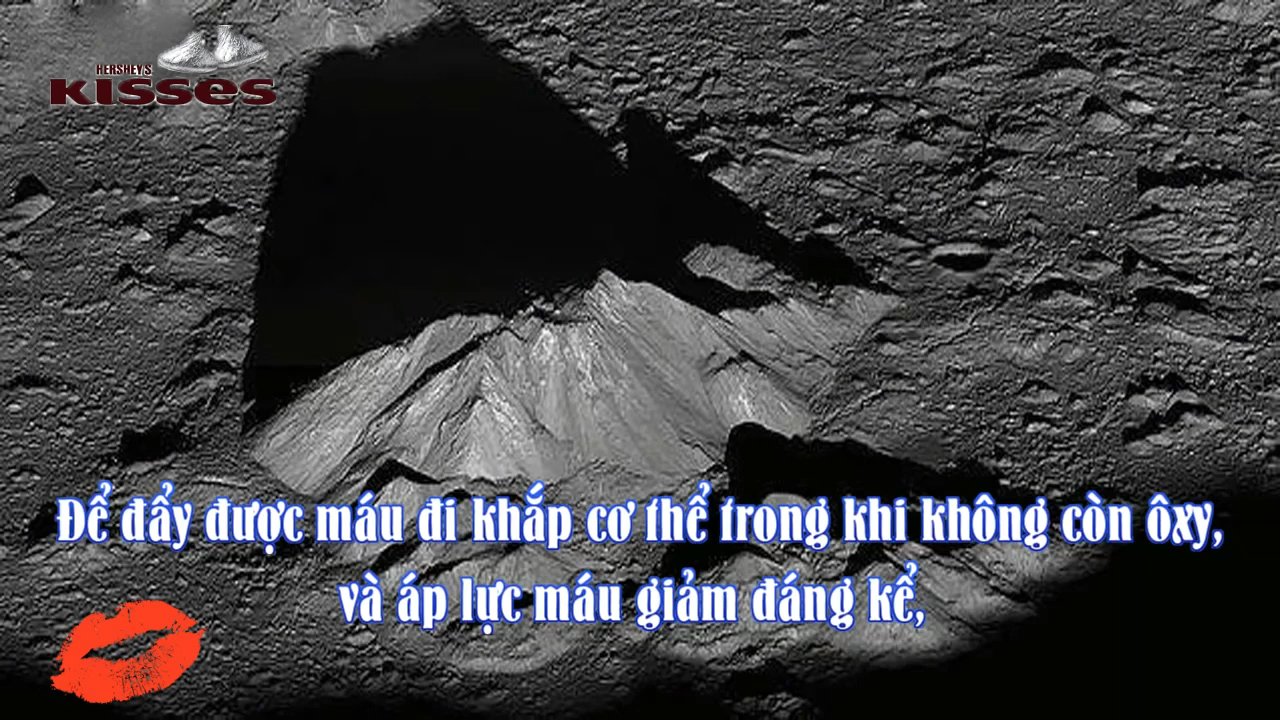 HERSHEY'S
KISSES
Để đẩy được máu đi khắp cơ thể trong khi không còn ôxy,
và áp lực máu giảm đáng kể,